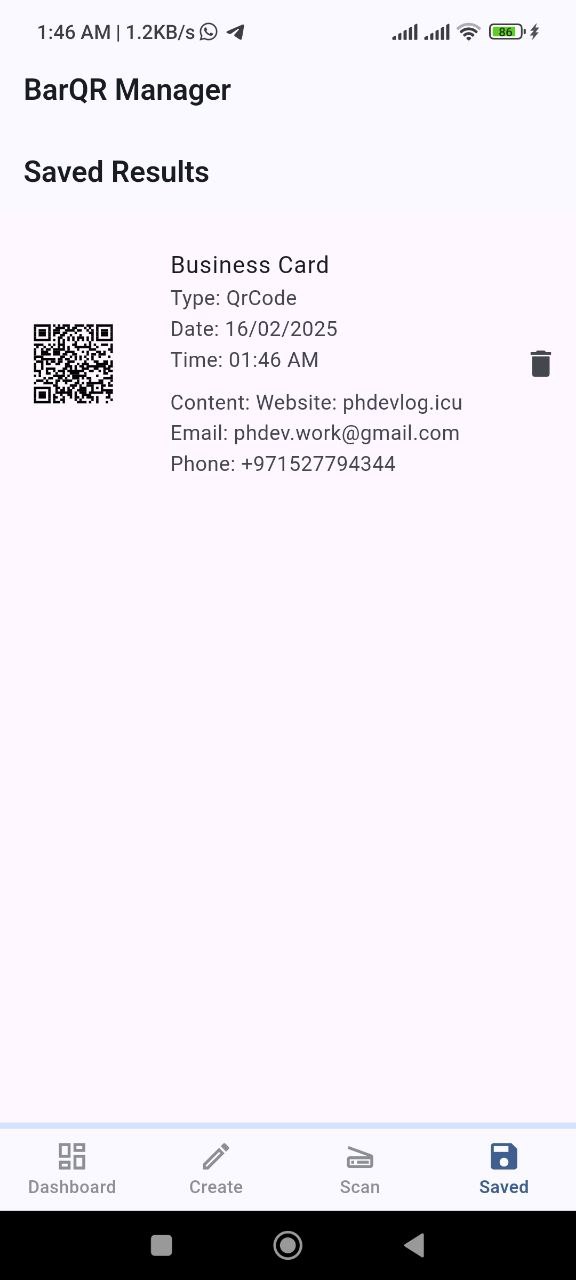 1:46 AM | 1.2KB/s
86
BarQR Manager
Saved Results
Business Card
Type: QrCode
Date: 16/02/2025
Time: 01:46 AM
Content: Website: phdevlog.icu
Email: phdev.work@gmail.com
Phone: +971527794344
Dashboard
Create
Scan
Saved